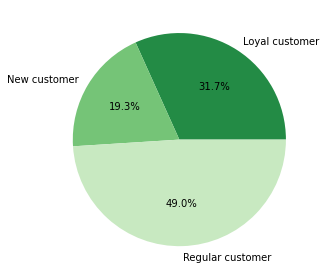 Loyal customer
31.7%
New customer
19.3%
49.0%
Regular customer